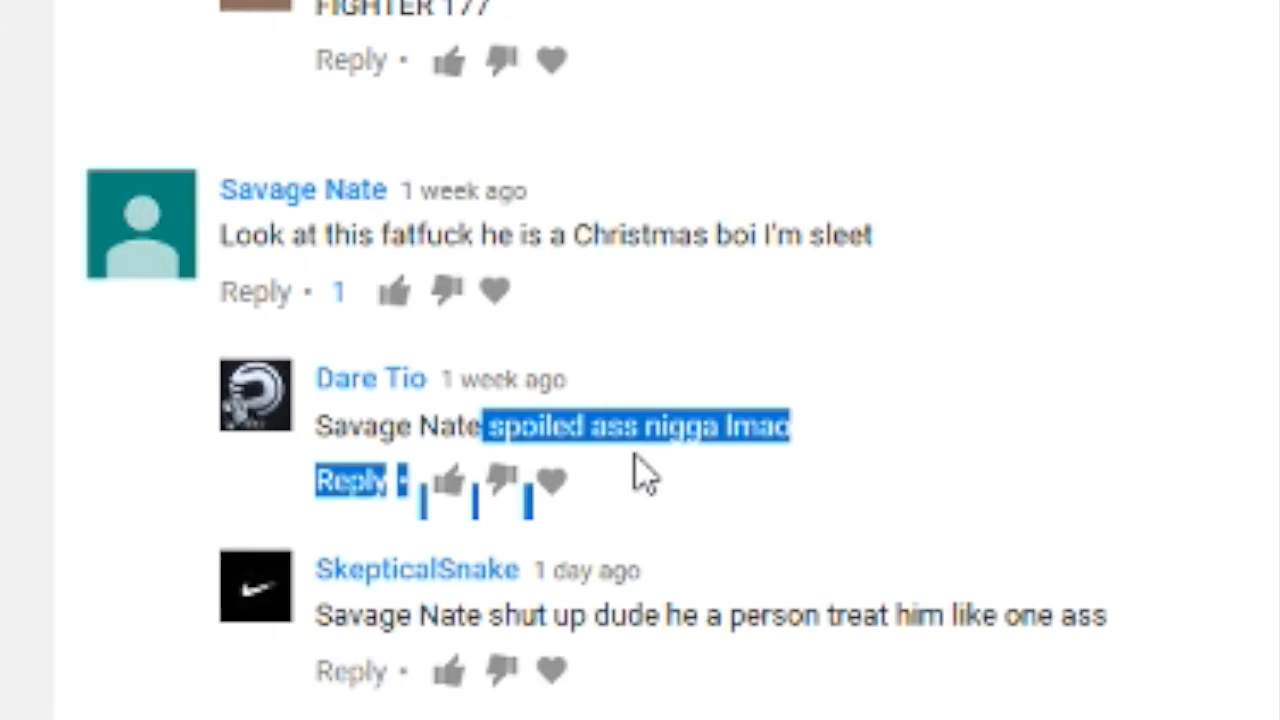 FIGHTER 177
Reply •
Savage Nate 1 week ago
Look at this fatfuck he is a Christmas boi I'm sleet
Reply • 1
Dare Tio 1 week ago
Savage Nate spoiled ass nigga lmao
Reply •
SkepticalSnake 1 day ago
Savage Nate shut up dude he a person treat him like one ass
Reply •